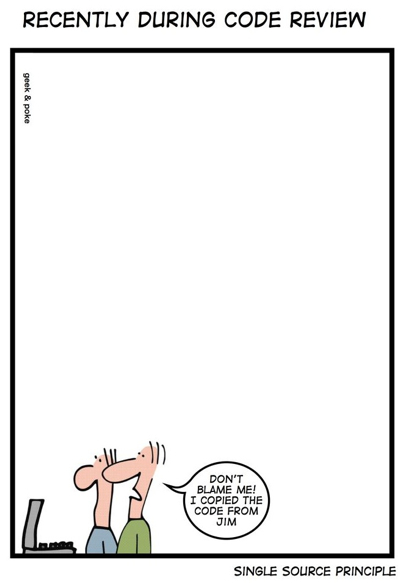 RECENTLY DURING CODE REVIEW
geek & poke
DON'T
BLAME ME!
I COPIED THE
CODE FROM
JIM
SINGLE SOURCE PRINCIPLE